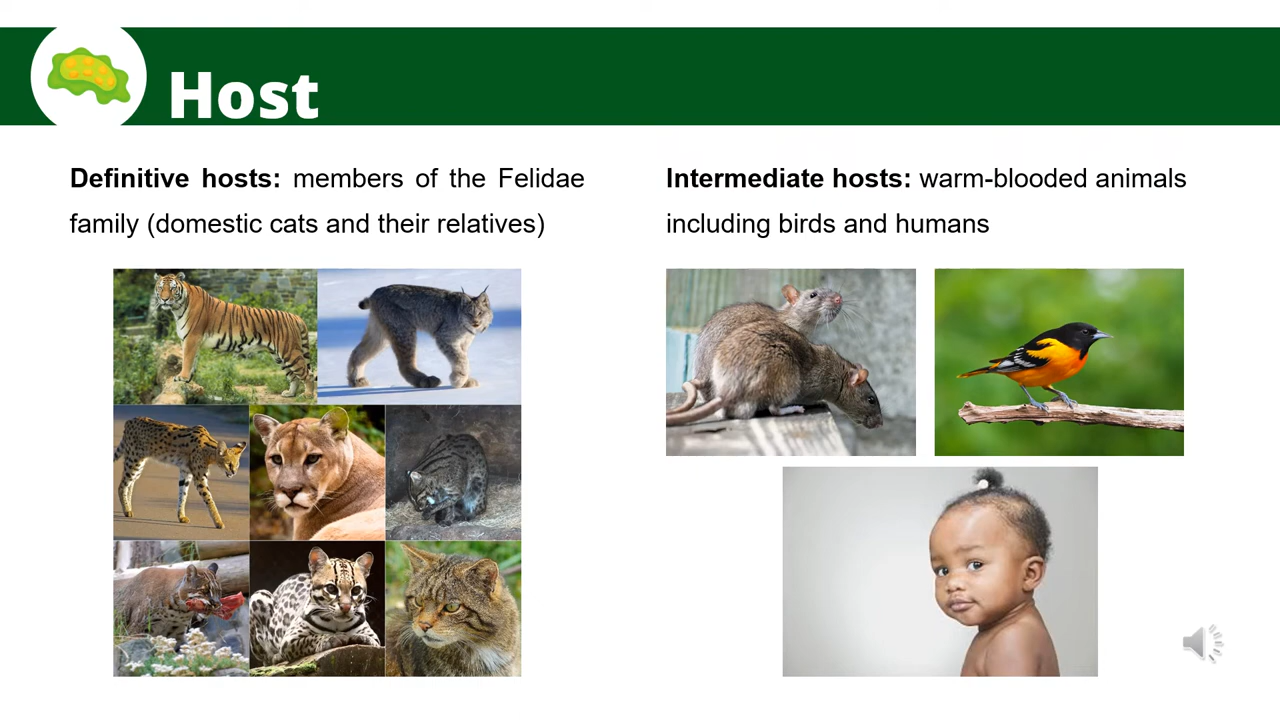 Host
Definitive hosts: members of the Felidae
family (domestic cats and their relatives)
Intermediate hosts: warm-blooded animals
including birds and humans